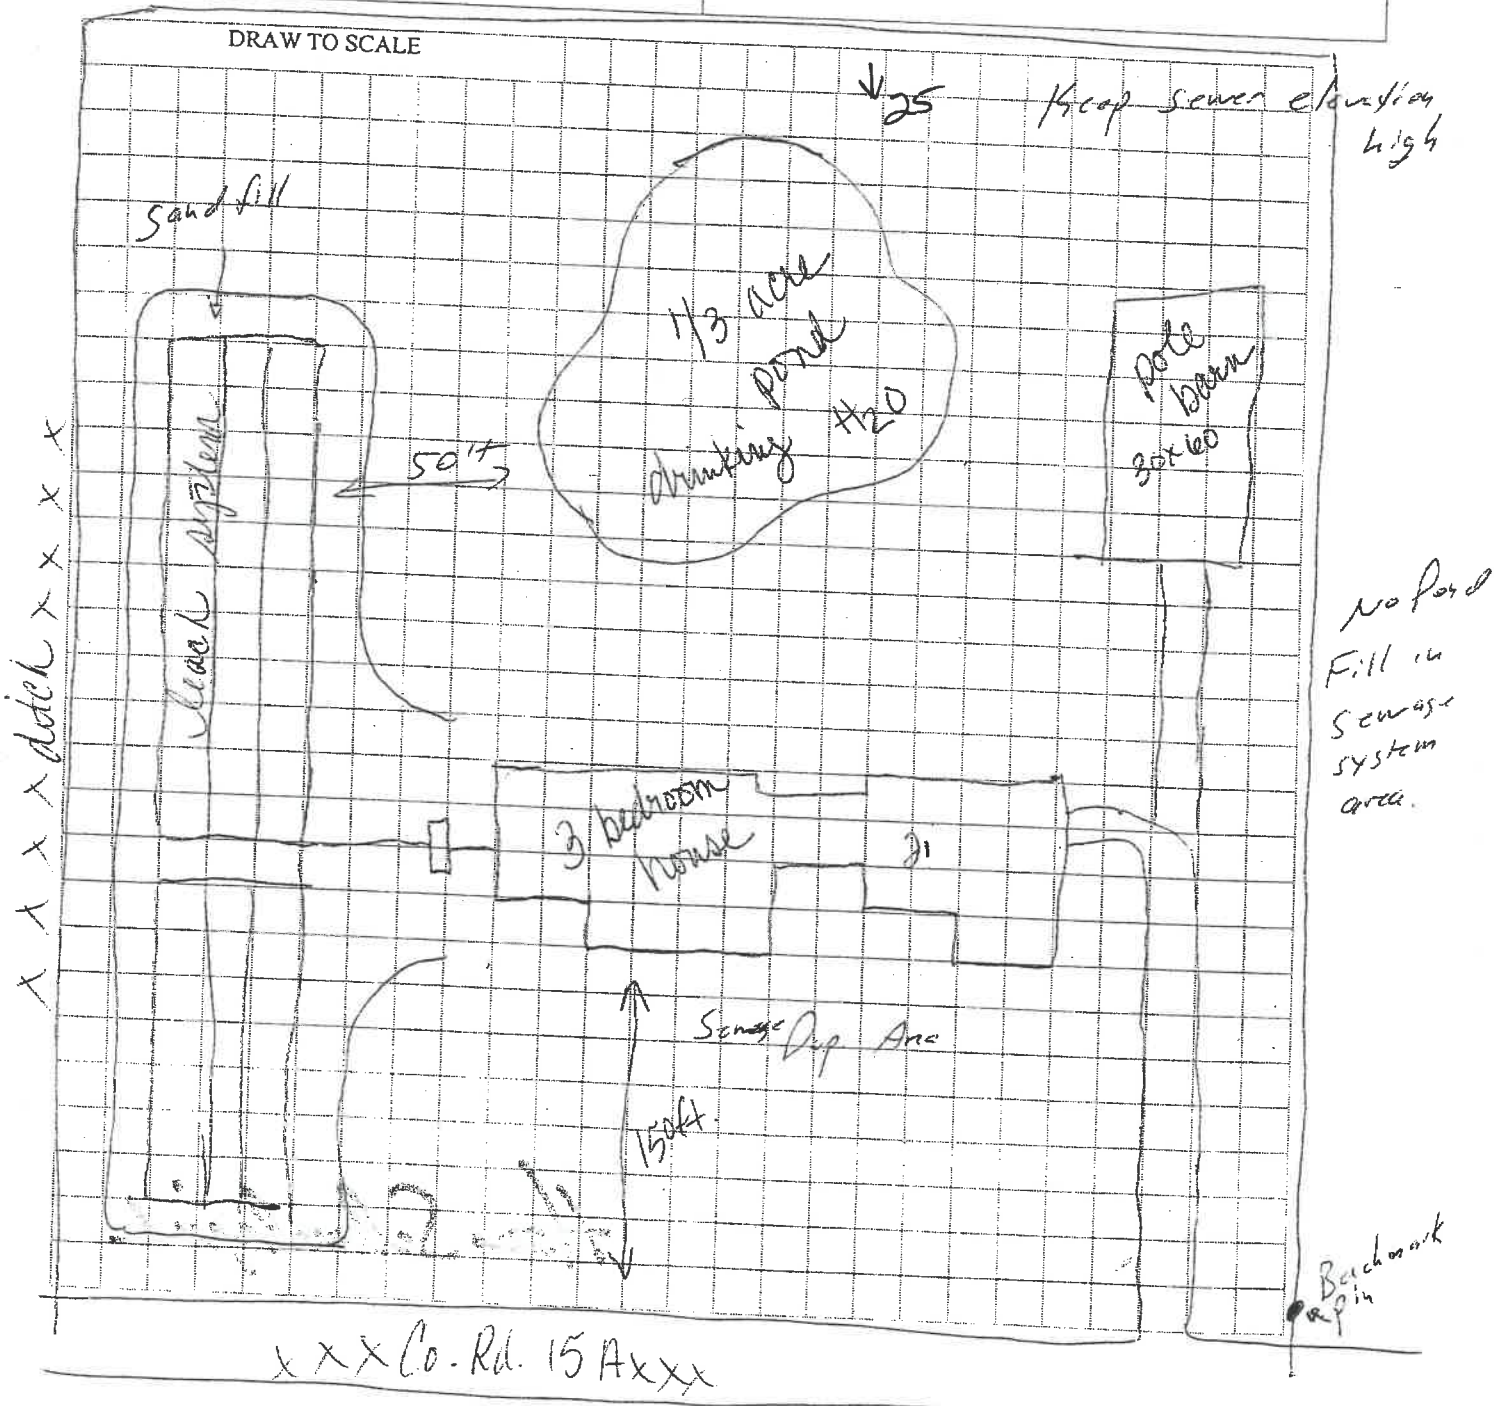 DRAW TO SCALE
↓25
Keep sewer elevation
high
Sand fill
1/3 acre
pond
drinking H2O
pole
barn
30x60
50 ft
leach system
x x x x ditch x x x x x
No Pond
Fill in
sewage
system
area.
3 bedroom
house
Sewage Area
150ft.
Benchmark
pin
x x x Co. Rd. 15 A x x x